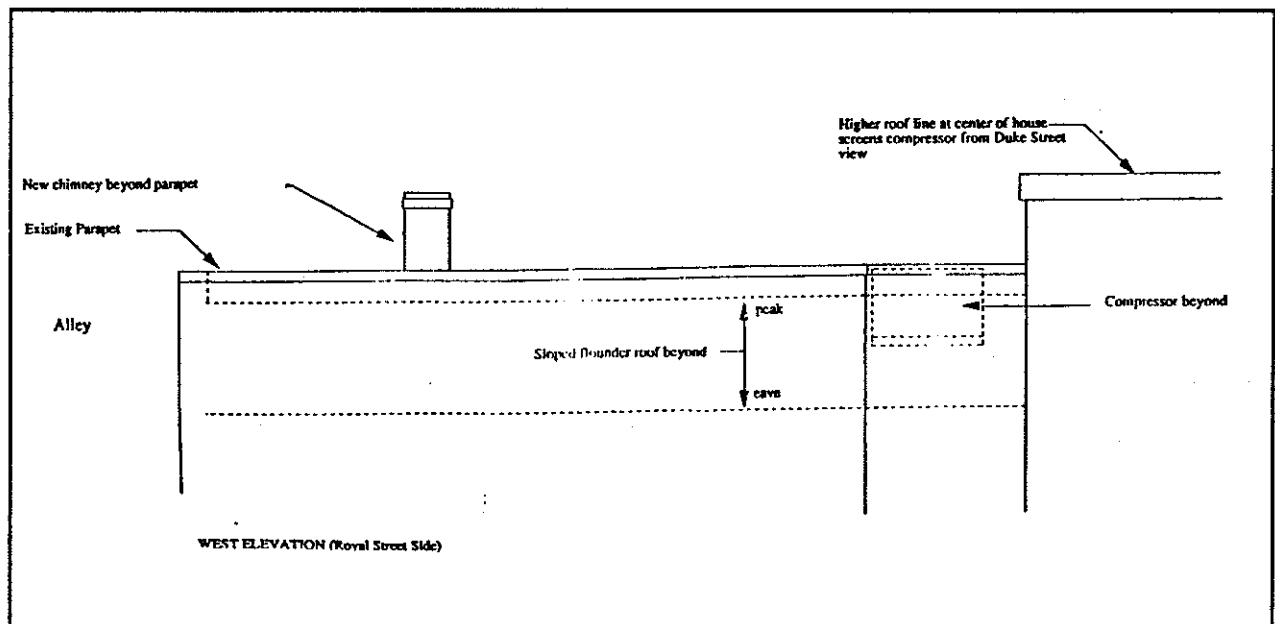 Higher roof line at center of house
screens compressor from Duke Street
view
New chimney beyond parapet
Existing Parapet
Compressor beyond
peak
Alley
Sloped flounder roof beyond
eave
WEST ELEVATION (Royal Street Side)